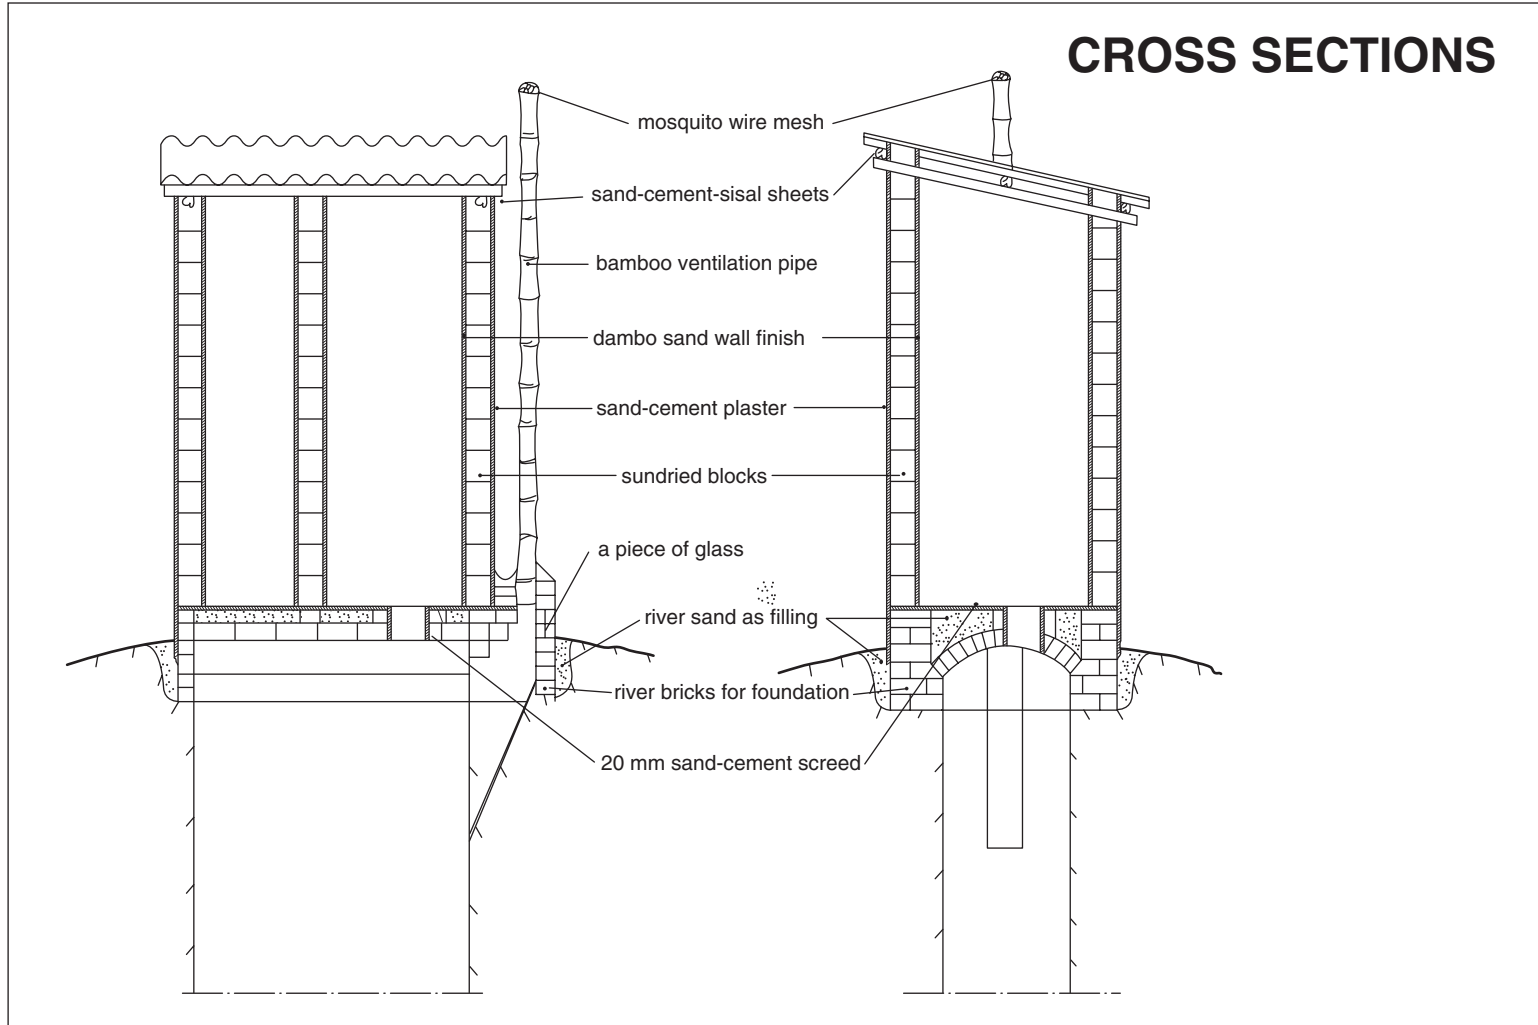 CROSS SECTIONS
mosquito wire mesh
sand-cement-sisal sheets
bamboo ventilation pipe
dambo sand wall finish
sand-cement plaster
sundried blocks
a piece of glass
river sand as filling
river bricks for foundation
20 mm sand-cement screed